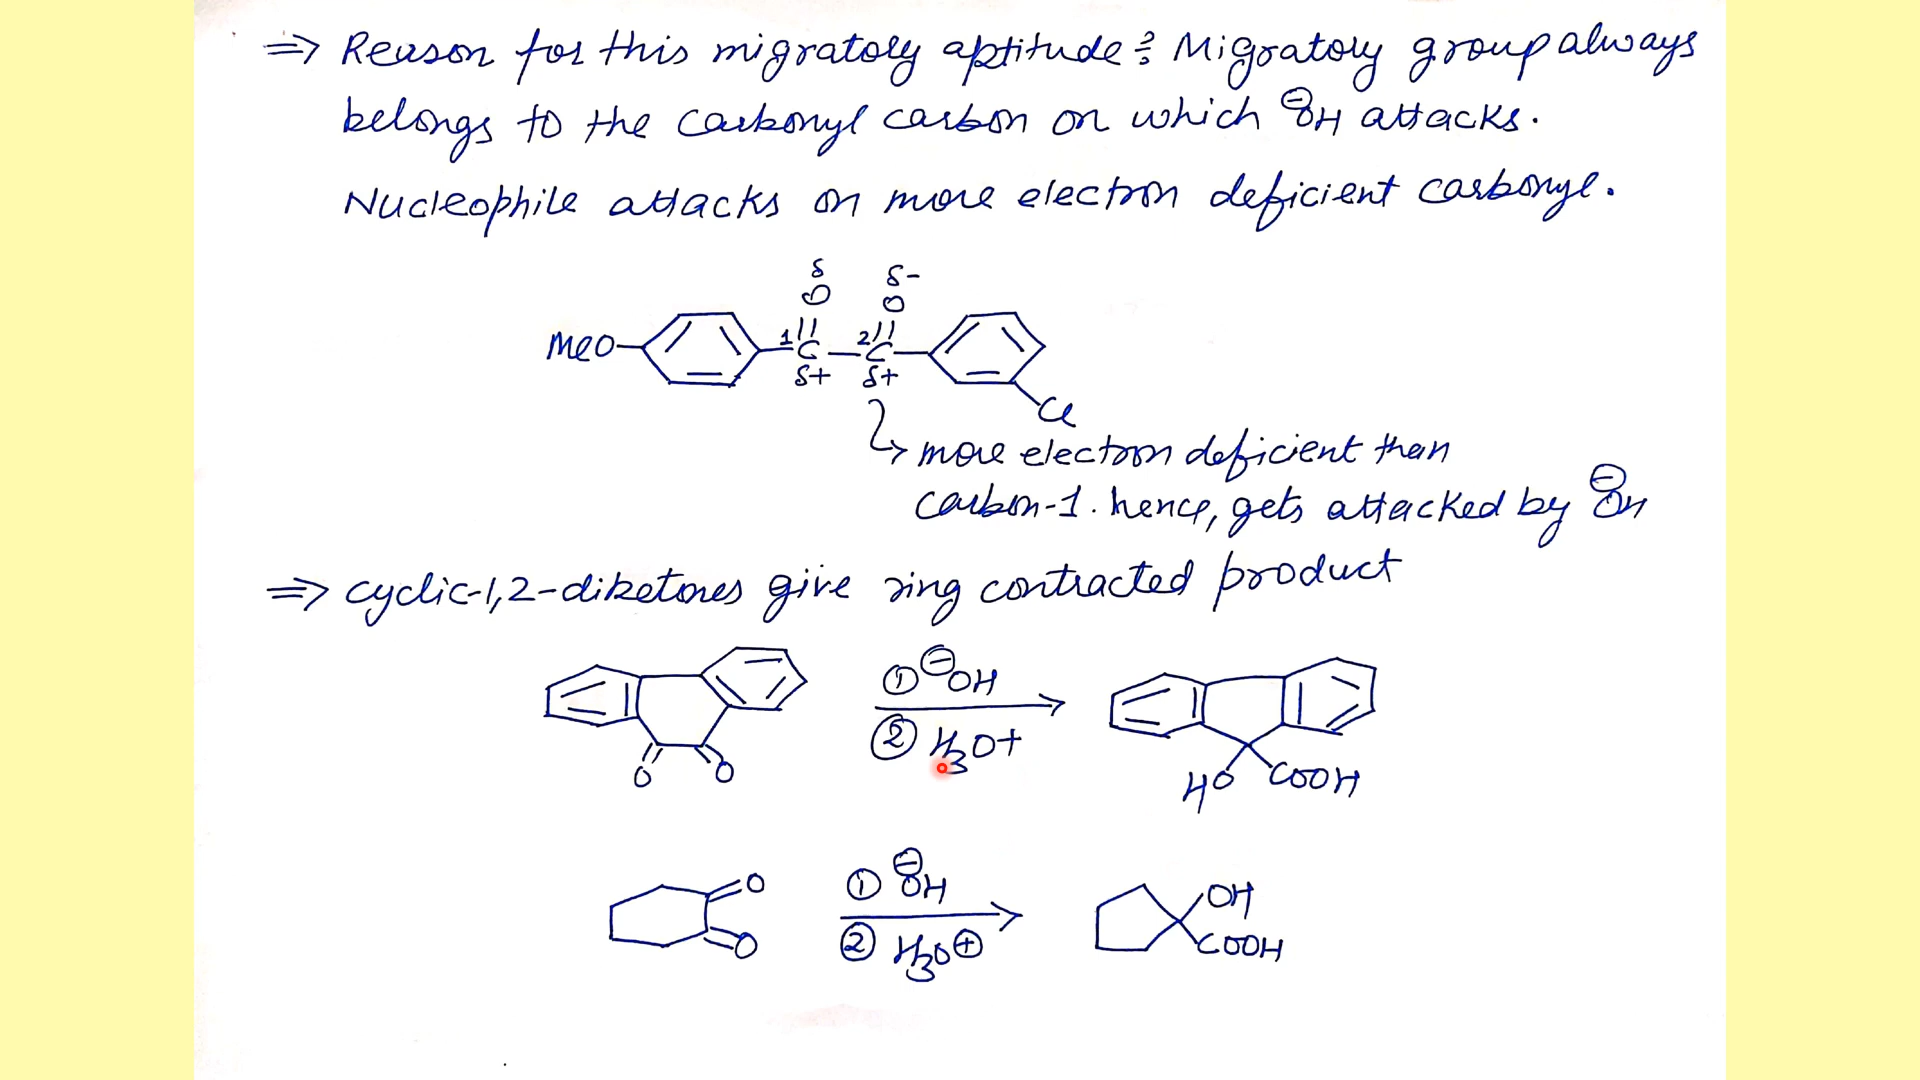 ⇒ Reason for this migratory aptitude : Migratory group always
belongs to the carbonyl carbon on which ⊖OH attacks.
Nucleophile attacks on more electron deficient carbonyl.
δ δ-
O O
MeO 1 C 2 C
δ+ δ+
Cl
↳ more electron deficient than
carbon-1. hence, gets attacked by ⊖OH
⇒ cyclic-1,2-diketones give ring contracted product
① ⊖OH
② H3O+
O O
HO COOH
O
O
① ⊖OH
② H3O⊕
OH
COOH